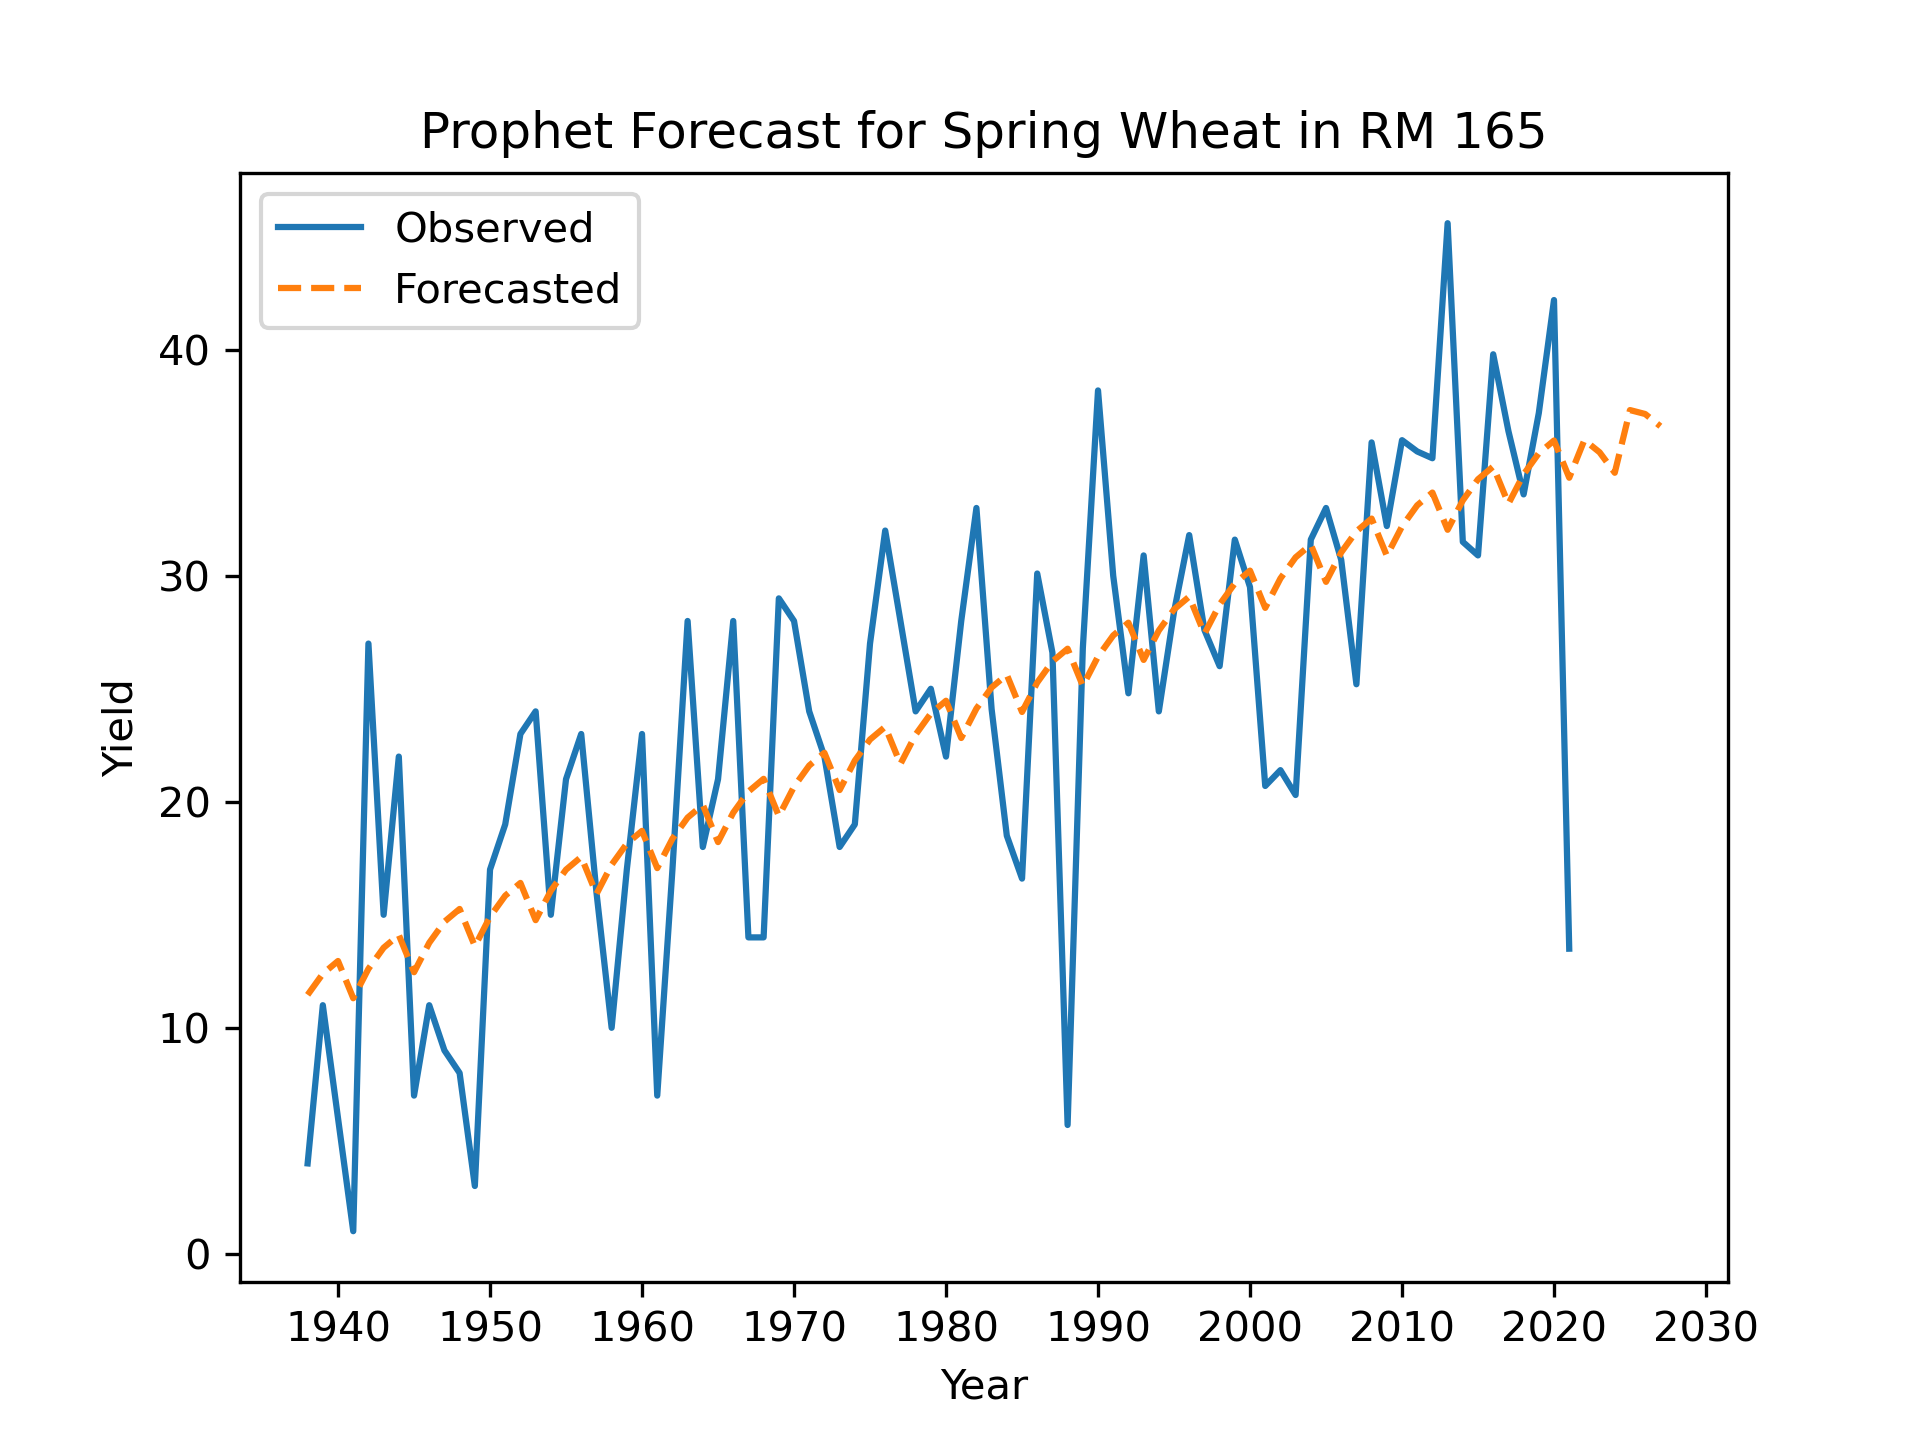 Prophet Forecast for Spring Wheat in RM 165
Observed
Forecasted
40
30
20
10
0
Yield
1940 1950 1960 1970 1980 1990 2000 2010 2020 2030
Year